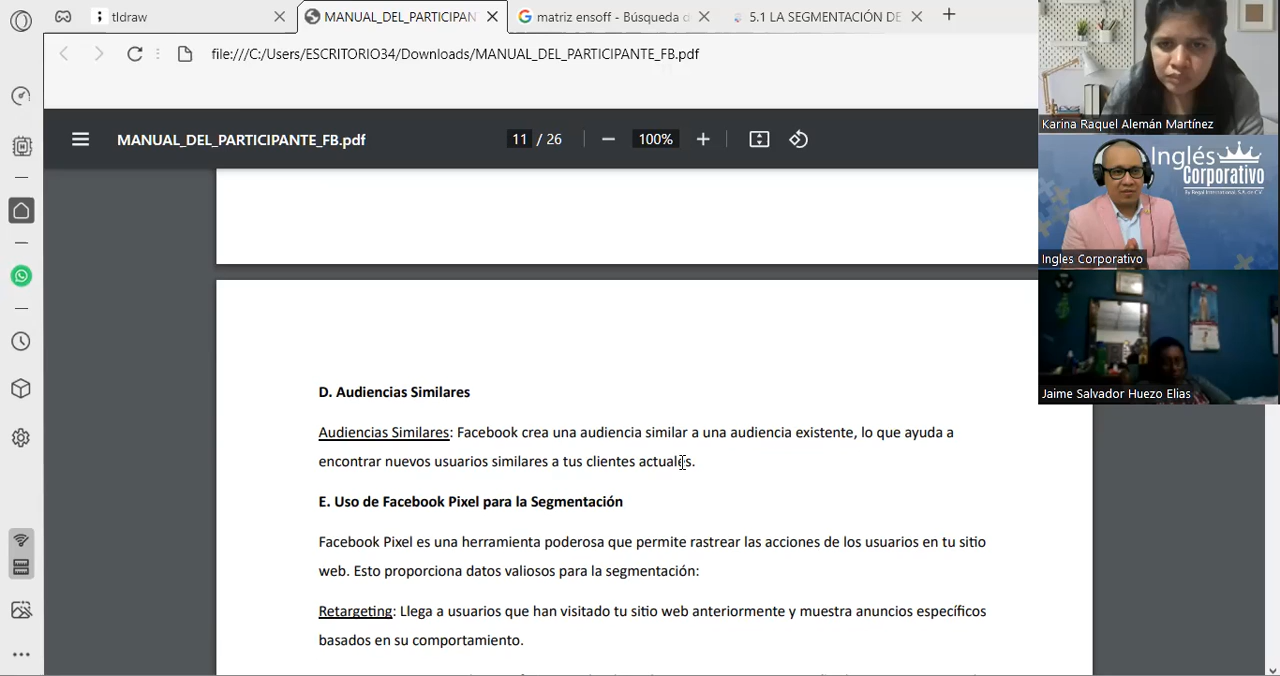 tldraw
MANUAL_DEL_PARTICIPAN
matriz ensoff - Búsqueda d
5.1 LA SEGMENTACIÓN DE
file:///C:/Users/ESCRITORIO34/Downloads/MANUAL_DEL_PARTICIPANTE_FB.pdf
MANUAL_DEL_PARTICIPANTE_FB.pdf
11 / 26
100%
Karina Raquel Alemán Martínez
Inglés
Corporativo
By Regal International, S.A. de C.V.
Ingles Corporativo
Jaime Salvador Huezo Elias
D. Audiencias Similares
Audiencias Similares: Facebook crea una audiencia similar a una audiencia existente, lo que ayuda a
encontrar nuevos usuarios similares a tus clientes actuales.
E. Uso de Facebook Pixel para la Segmentación
Facebook Pixel es una herramienta poderosa que permite rastrear las acciones de los usuarios en tu sitio
web. Esto proporciona datos valiosos para la segmentación:
Retargeting: Llega a usuarios que han visitado tu sitio web anteriormente y muestra anuncios específicos
basados en su comportamiento.